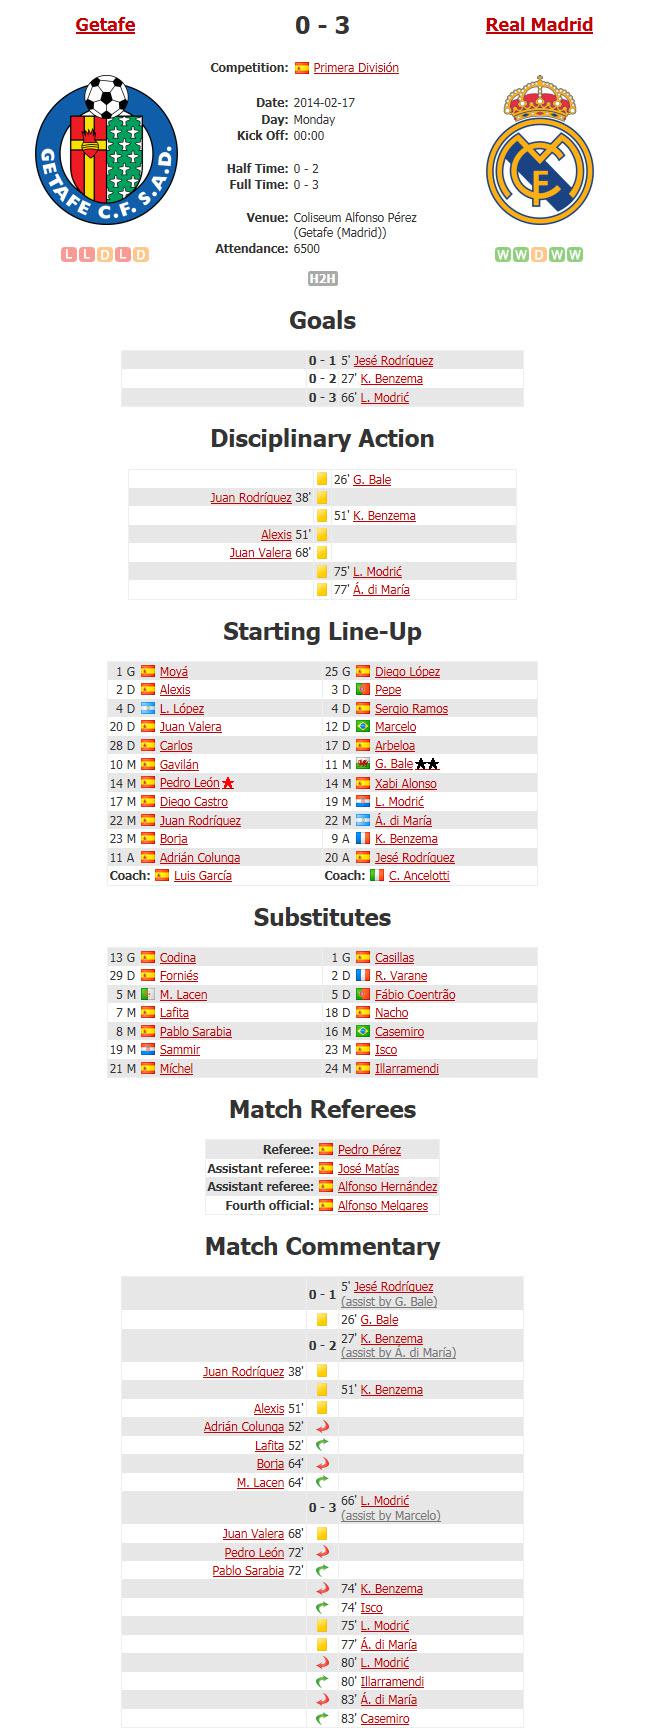 Getafe 0 - 3 Real Madrid
Competition: Primera División
Date: 2014-02-17
Day: Monday
Kick Off: 00:00
Half Time: 0 - 2
Full Time: 0 - 3
Venue: Coliseum Alfonso Pérez
(Getafe (Madrid))
Attendance: 6500
GETAFE C.F. S.A.D.
L L D L D
W W D W W
H2H
Goals
0 - 1 5' Jesé Rodríguez
0 - 2 27' K. Benzema
0 - 3 66' L. Modrić
Disciplinary Action
26' G. Bale
Juan Rodríguez 38'
51' K. Benzema
Alexis 51'
Juan Valera 68'
75' L. Modrić
77' Á. di María
Starting Line-Up
1 G Moyá 25 G Diego López
2 D Alexis 3 D Pepe
4 D L. López 4 D Sergio Ramos
20 D Juan Valera 12 D Marcelo
28 D Carlos 17 D Arbeloa
10 M Gavilán 11 M G. Bale
14 M Pedro León 14 M Xabi Alonso
17 M Diego Castro 19 M L. Modrić
22 M Juan Rodríguez 22 M Á. di María
23 M Borja 9 A K. Benzema
11 A Adrián Colunga 20 A Jesé Rodríguez
Coach: Luis García Coach: C. Ancelotti
Substitutes
13 G Codina 1 G Casillas
29 D Forniés 2 D R. Varane
5 M M. Lacen 5 D Fábio Coentrão
7 M Lafita 18 D Nacho
8 M Pablo Sarabia 16 M Casemiro
19 M Sammir 23 M Isco
21 M Míchel 24 M Illarramendi
Match Referees
Referee: Pedro Pérez
Assistant referee: José Matías
Assistant referee: Alfonso Hernández
Fourth official: Alfonso Melgares
Match Commentary
0 - 1 5' Jesé Rodríguez
(assist by G. Bale)
26' G. Bale
0 - 2 27' K. Benzema
(assist by Á. di María)
Juan Rodríguez 38'
51' K. Benzema
Alexis 51'
Adrián Colunga 52'
Lafita 52'
Borja 64'
M. Lacen 64'
0 - 3 66' L. Modrić
(assist by Marcelo)
Juan Valera 68'
Pedro León 72'
Pablo Sarabia 72'
74' K. Benzema
74' Isco
75' L. Modrić
77' Á. di María
80' L. Modrić
80' Illarramendi
83' Á. di María
83' Casemiro